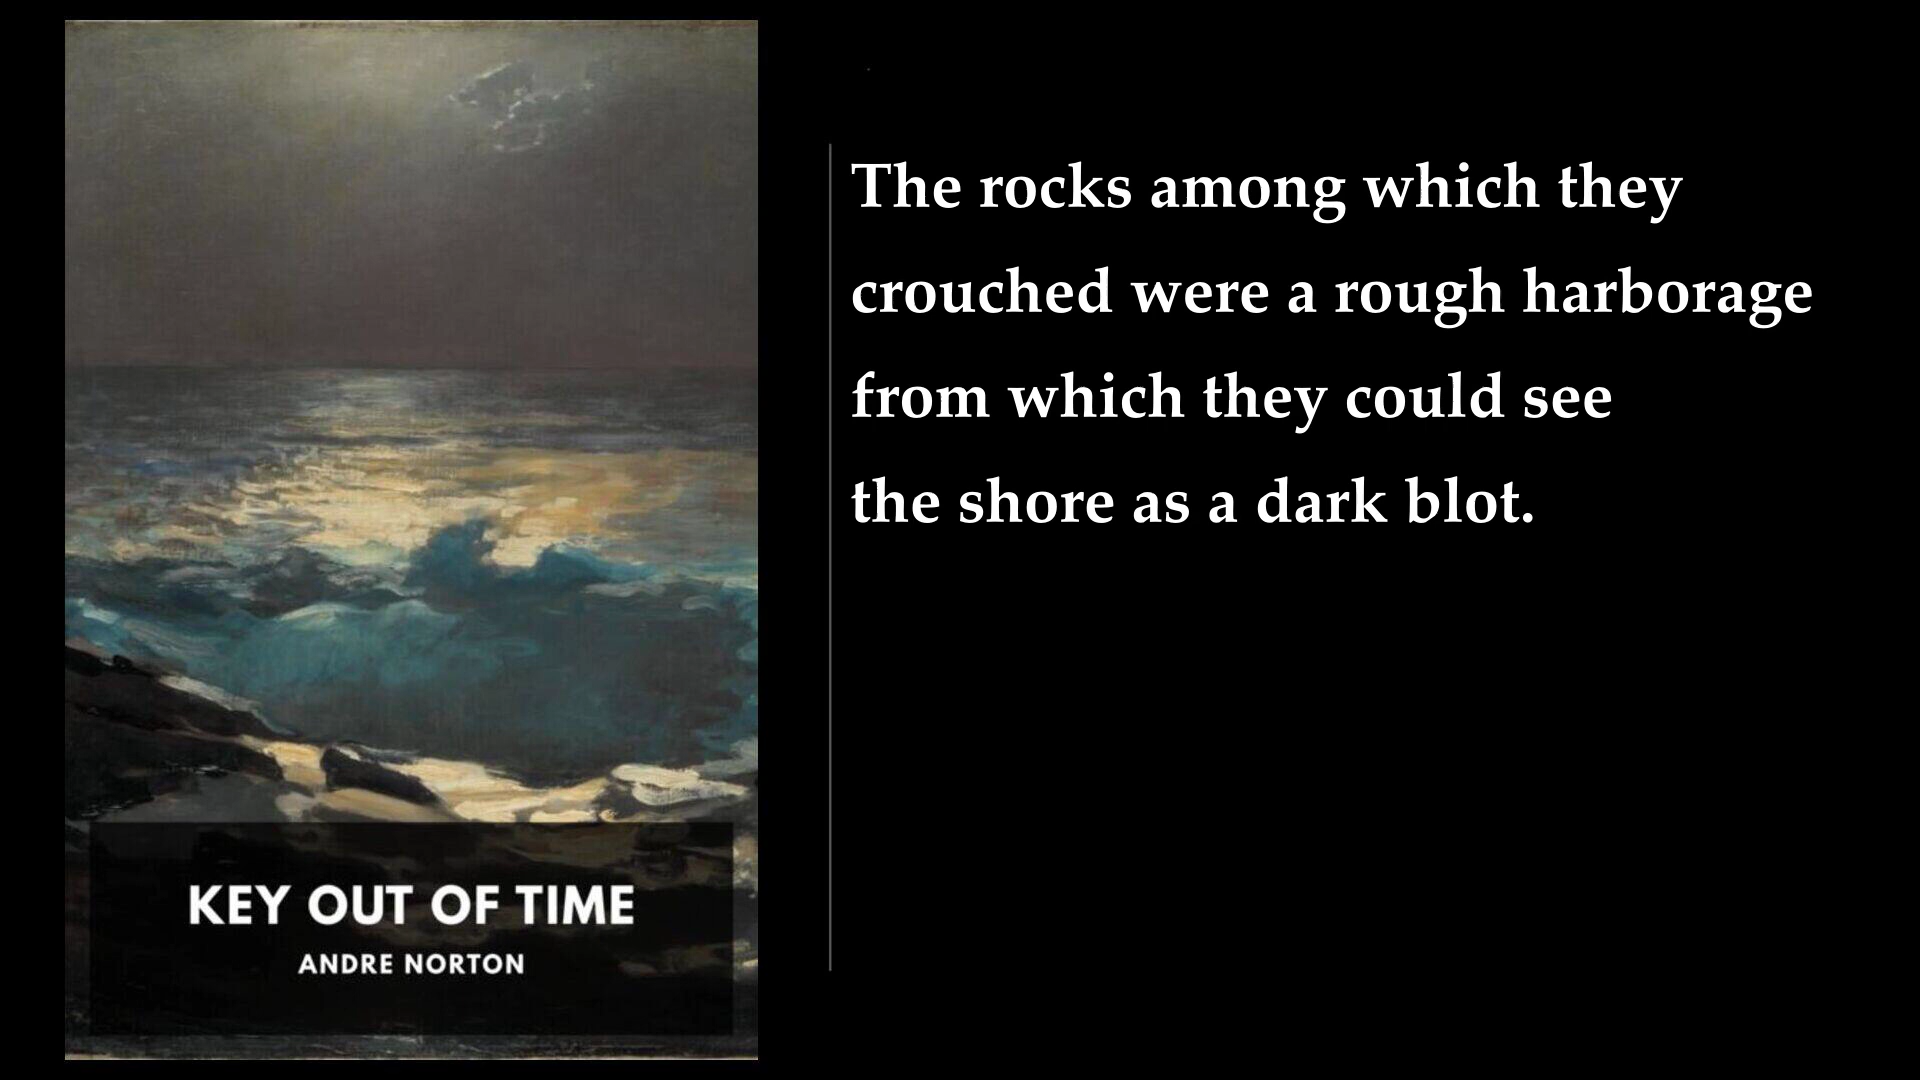 KEY OUT OF TIME
ANDRE NORTON
The rocks among which they
crouched were a rough harborage
from which they could see
the shore as a dark blot.